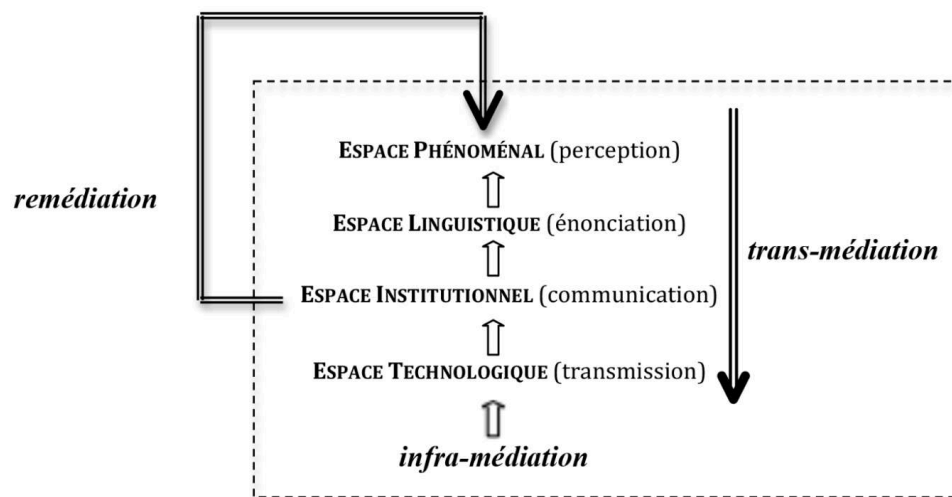 ESPACE PHÉNOMÉNAL (perception)
remédiation
ESPACE LINGUISTIQUE (énonciation)
trans-médiation
ESPACE INSTITUTIONNEL (communication)
ESPACE TECHNOLOGIQUE (transmission)
infra-médiation